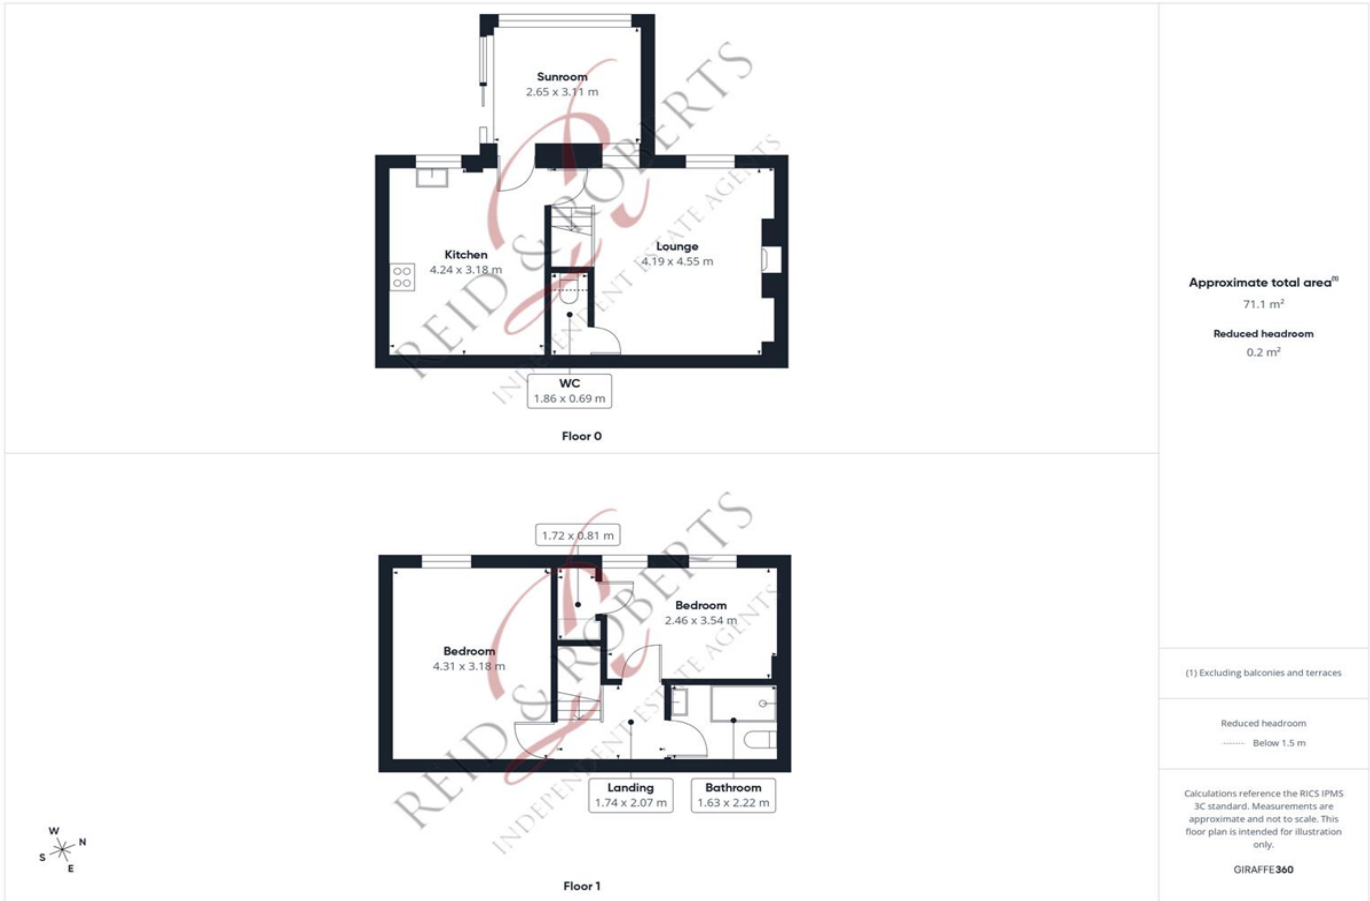 Sunroom
2.65 x 3.11 m
Kitchen
4.24 x 3.18 m
Lounge
4.19 x 4.55 m
WC
1.86 x 0.69 m
Floor 0
1.72 x 0.81 m
Bedroom
4.31 x 3.18 m
Bedroom
2.46 x 3.54 m
Landing
1.74 x 2.07 m
Bathroom
1.63 x 2.22 m
Floor 1
W
N
S
E
REID & ROBERTS
INDEPENDENT ESTATE AGENTS
REID & ROBERTS
INDEPENDENT ESTATE AGENTS
Approximate total area⁽¹⁾
71.1 m²
Reduced headroom
0.2 m²
(1) Excluding balconies and terraces
Reduced headroom
Below 1.5 m
Calculations reference the RICS IPMS
3C standard. Measurements are
approximate and not to scale. This
floor plan is intended for illustration
only.
GIRAFFE360